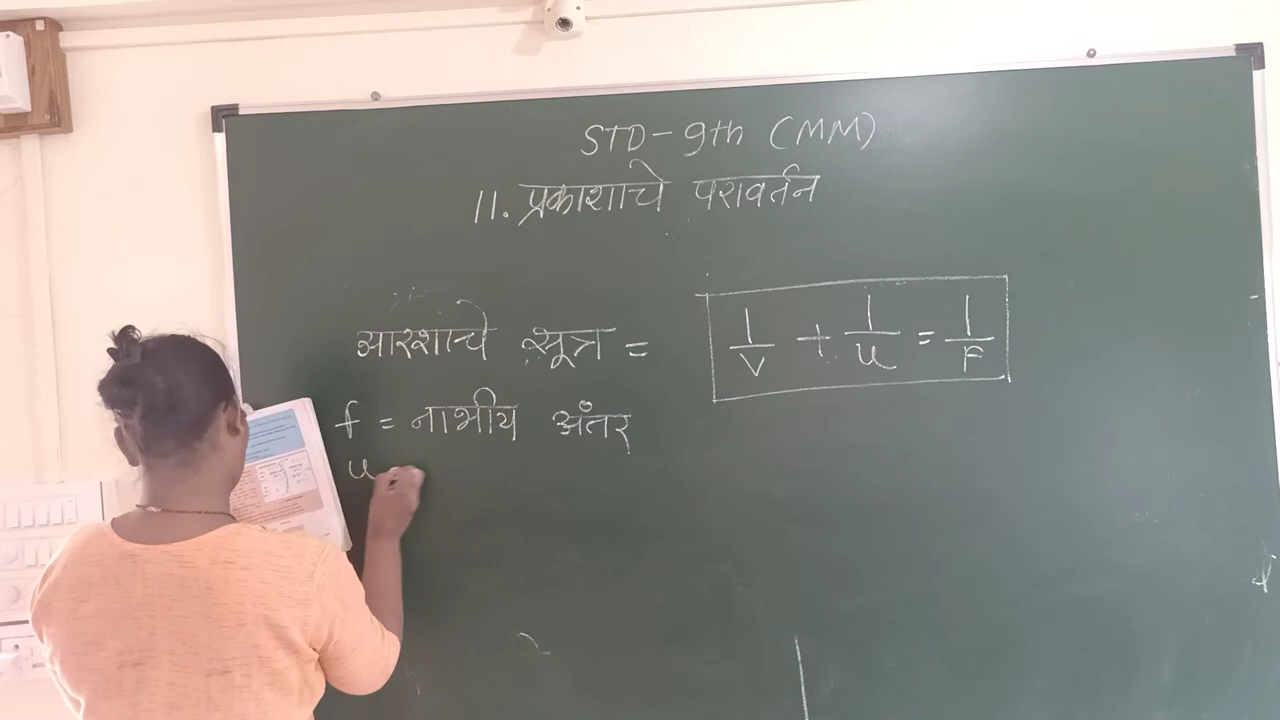 STD - 9th (MM)
11. प्रकाशाचे परावर्तन
आरशाचे सूत्र = 1/v + 1/u = 1/F
f = नाभीय अंतर
u